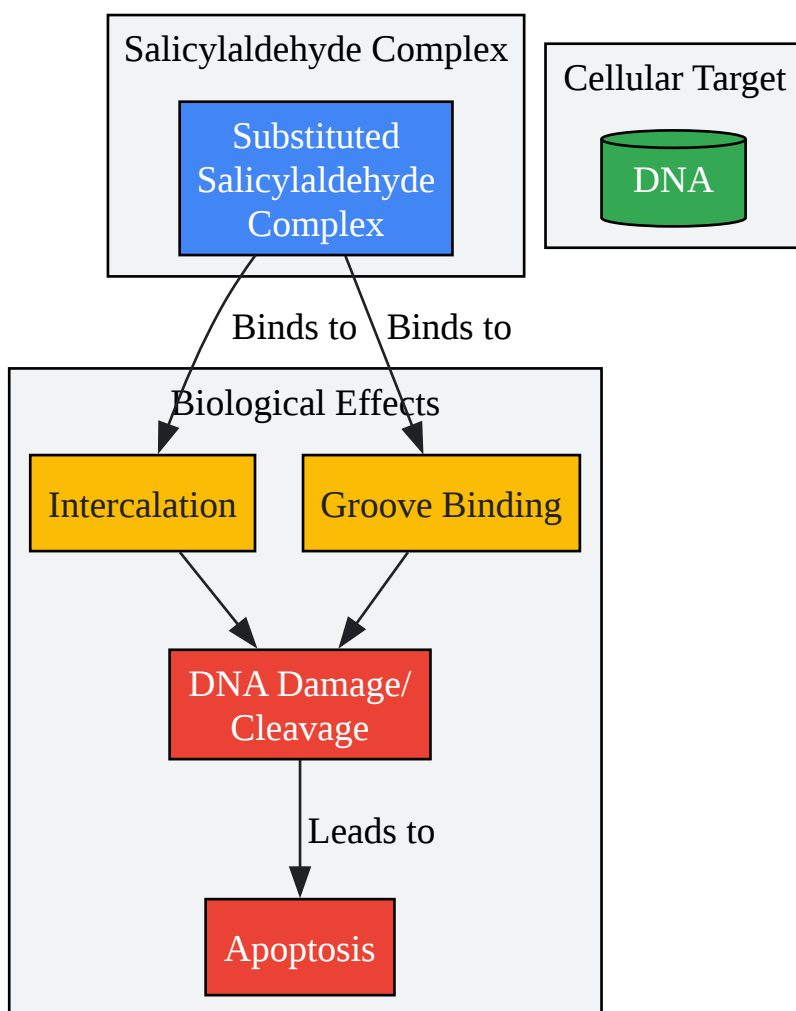 Salicylaldehyde Complex
Substituted
Salicylaldehyde
Complex
Cellular Target
DNA
Binds to
Binds to
Biological Effects
Intercalation
Groove Binding
DNA Damage/
Cleavage
Leads to
Apoptosis